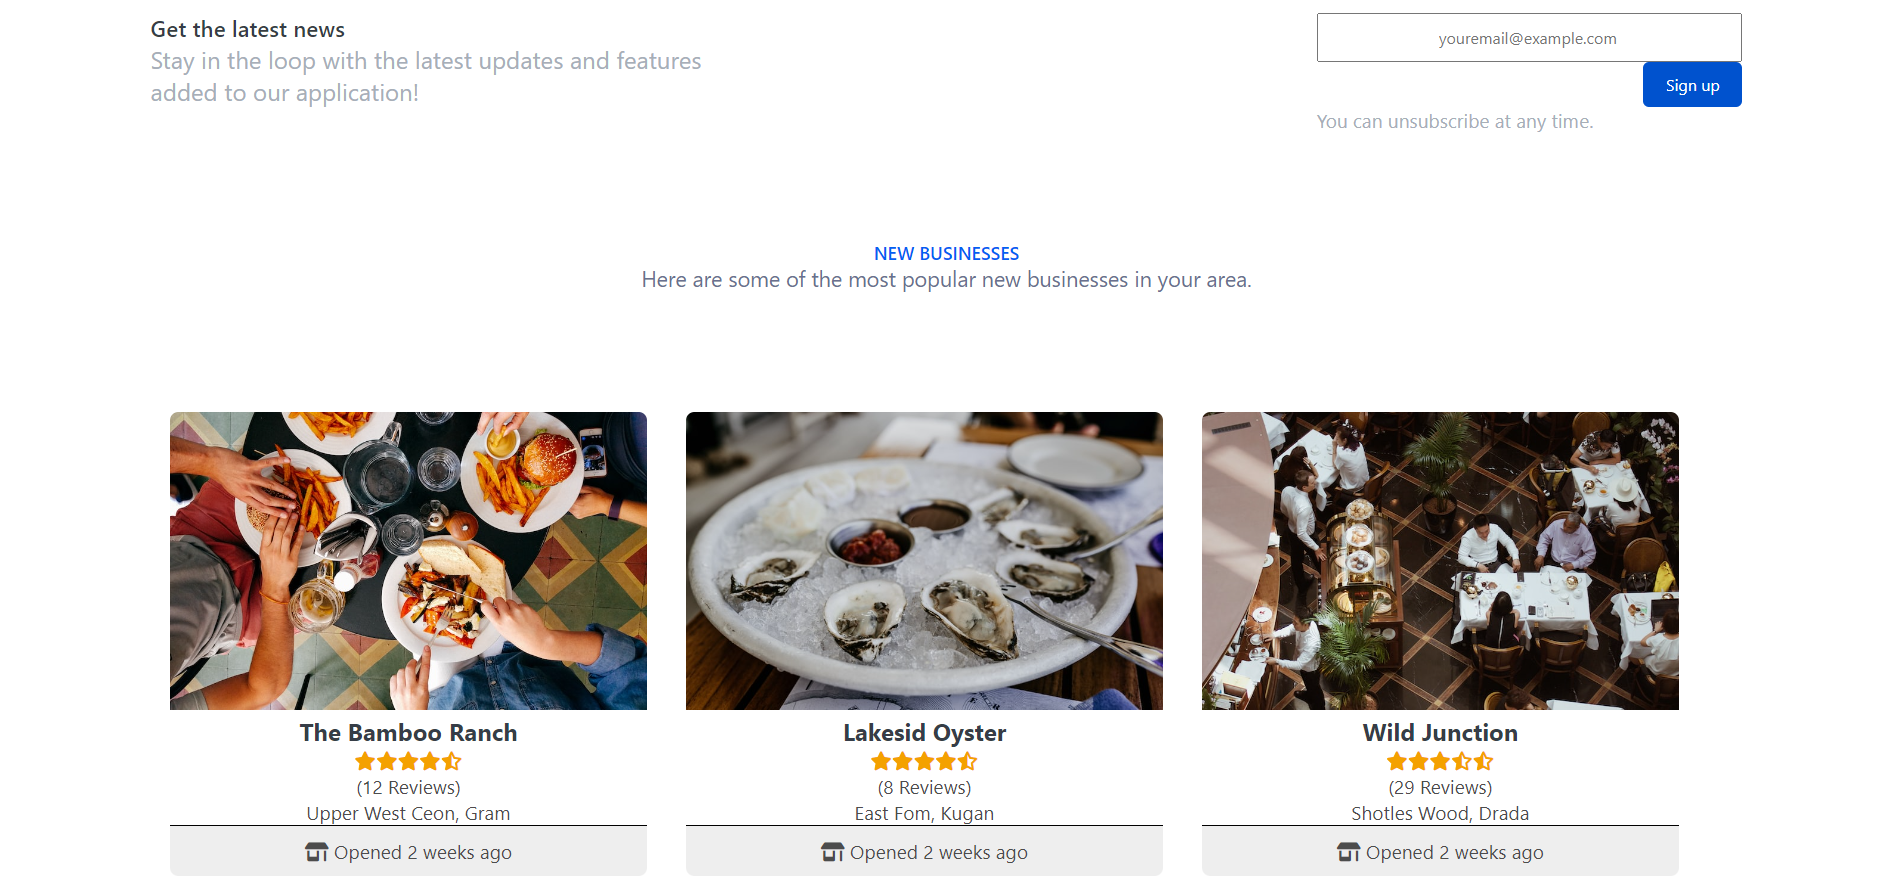 Get the latest news
Stay in the loop with the latest updates and features
added to our application!
youremail@example.com
Sign up
You can unsubscribe at any time.
NEW BUSINESSES
Here are some of the most popular new businesses in your area.
The Bamboo Ranch
(12 Reviews)
Upper West Ceon, Gram
Opened 2 weeks ago
Lakesid Oyster
(8 Reviews)
East Fom, Kugan
Opened 2 weeks ago
Wild Junction
(29 Reviews)
Shotles Wood, Drada
Opened 2 weeks ago